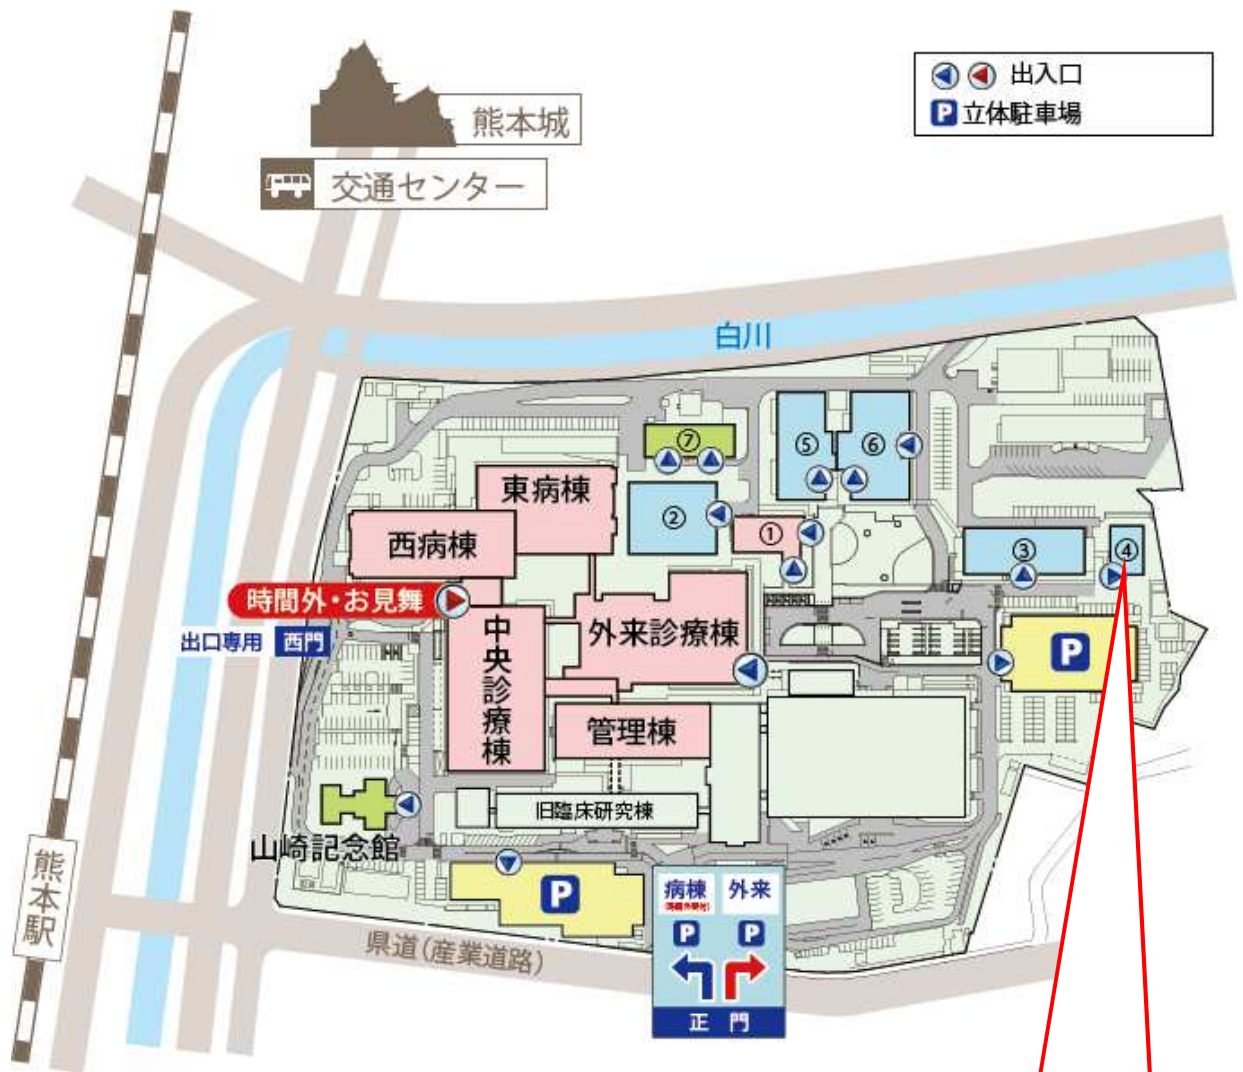 出入口
P 立体駐車場
熊本城
交通センター
白川
⑦
⑤
⑥
東病棟
②
①
西病棟
③
④
時間外・お見舞
外来診療棟
出口専用 西門
中央診療棟
P
管理棟
旧臨床研究棟
山崎記念館
熊本駅
P
病棟 外来
P P
県道(産業道路)
正門